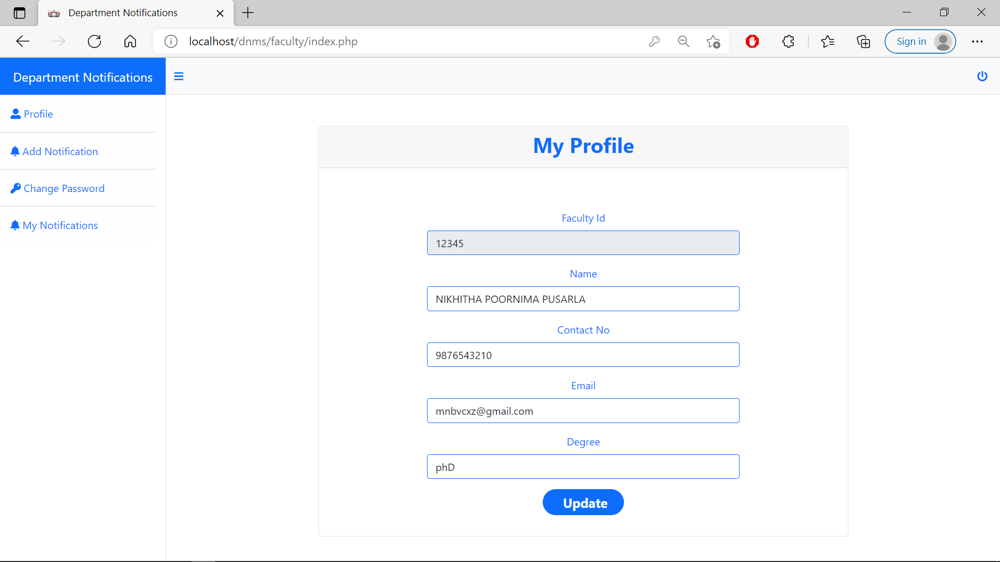 Department Notifications
localhost/dnms/faculty/index.php
Sign in
Department Notifications
Profile
Add Notification
Change Password
My Notifications
My Profile
Faculty Id
12345
Name
NIKHITHA POORNIMA PUSARLA
Contact No
9876543210
Email
mnbvcxz@gmail.com
Degree
phD
Update